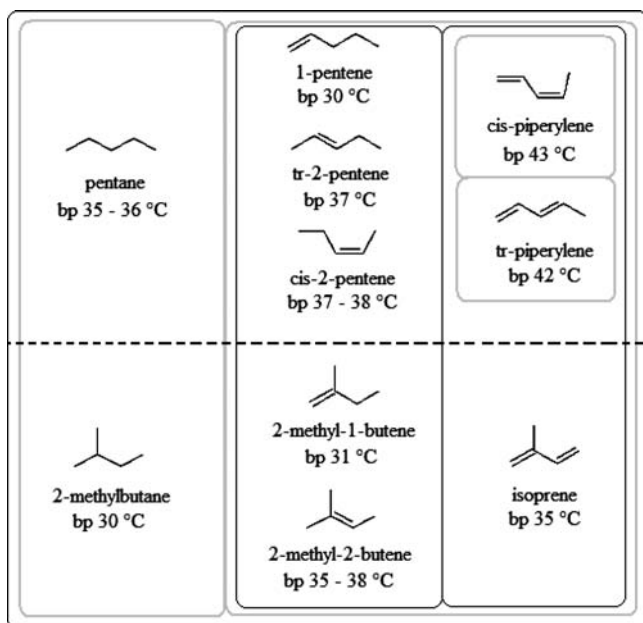 1-pentene
bp 30 °C
cis-piperylene
bp 43 °C
pentane
bp 35 - 36 °C
tr-2-pentene
bp 37 °C
tr-piperylene
bp 42 °C
cis-2-pentene
bp 37 - 38 °C
2-methylbutane
bp 30 °C
2-methyl-1-butene
bp 31 °C
isoprene
bp 35 °C
2-methyl-2-butene
bp 35 - 38 °C